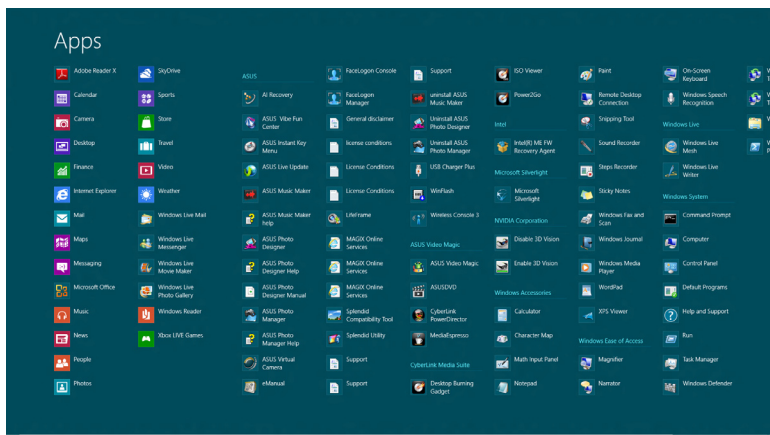 Apps
Adobe Reader X
Calendar
Camera
Desktop
Finance
Internet Explorer
Mail
Maps
Messaging
Microsoft Office
Music
News
People
Photos
SkyDrive
Sports
Store
Travel
Video
Weather
Windows Live Mail
Windows Live
Messenger
Windows Live
Movie Maker
Windows Live
Photo Gallery
Windows Reader
Xbox LIVE Games
ASUS
AI Recovery
ASUS Vibe Fun
Center
ASUS Instant Key
Menu
ASUS Live Update
ASUS Music Maker
ASUS Music Maker
help
ASUS Photo
Designer
ASUS Photo
Designer Help
ASUS Photo
Designer Manual
ASUS Photo
Manager
ASUS Photo
Manager Help
ASUS Virtual
Camera
eManual
FaceLogon Console
FaceLogon
Manager
General disclaimer
license conditions
License Conditions
License Conditions
LifeFrame
MAGIX Online
Services
MAGIX Online
Services
MAGIX Online
Services
Splendid
Compatibility Tool
Splendid Utility
Support
Support
Support
uninstall ASUS
Music Maker
Uninstall ASUS
Photo Designer
Uninstall ASUS
Photo Manager
USB Charger Plus
WinFlash
Wireless Console 3
ASUS Video Magic
ASUS Video Magic
ASUSDVD
CyberLink
PowerDirector
MediaEspresso
CyberLink Media Suite
Desktop Burning
Gadget
ISO Viewer
Power2Go
Intel
Intel(R) ME FW
Recovery Agent
Microsoft Silverlight
Microsoft
Silverlight
NVIDIA Corporation
Disable 3D Vision
Enable 3D Vision
Windows Accessories
Calculator
Character Map
Math Input Panel
Notepad
Paint
Remote Desktop
Connection
Snipping Tool
Sound Recorder
Steps Recorder
Sticky Notes
Windows Fax and
Scan
Windows Journal
Windows Media
Player
WordPad
XPS Viewer
Windows Ease of Access
Magnifier
Narrator
On-Screen
Keyboard
Windows Speech
Recognition
Windows Live
Windows Live
Mesh
Windows Live
Writer
Windows System
Command Prompt
Computer
Control Panel
Default Programs
Help and Support
Run
Task Manager
Windows Defender